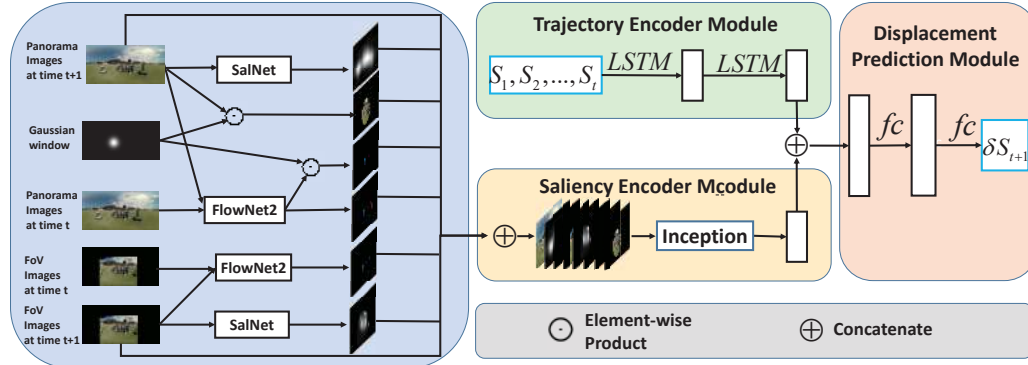 Panorama
Images
at time t+1
Gaussian
window
Panorama
Images
at time t
FoV
Images
at time t
FoV
Images
at time t+1
SalNet
FlowNet2
FlowNet2
SalNet
Trajectory Encoder Module
S₁, S₂, ..., Sₜ
LSTM
LSTM
Saliency Encoder Mcodule
Inception
Displacement
Prediction Module
fc
fc
δSₜ₊₁
Element-wise
Product
Concatenate